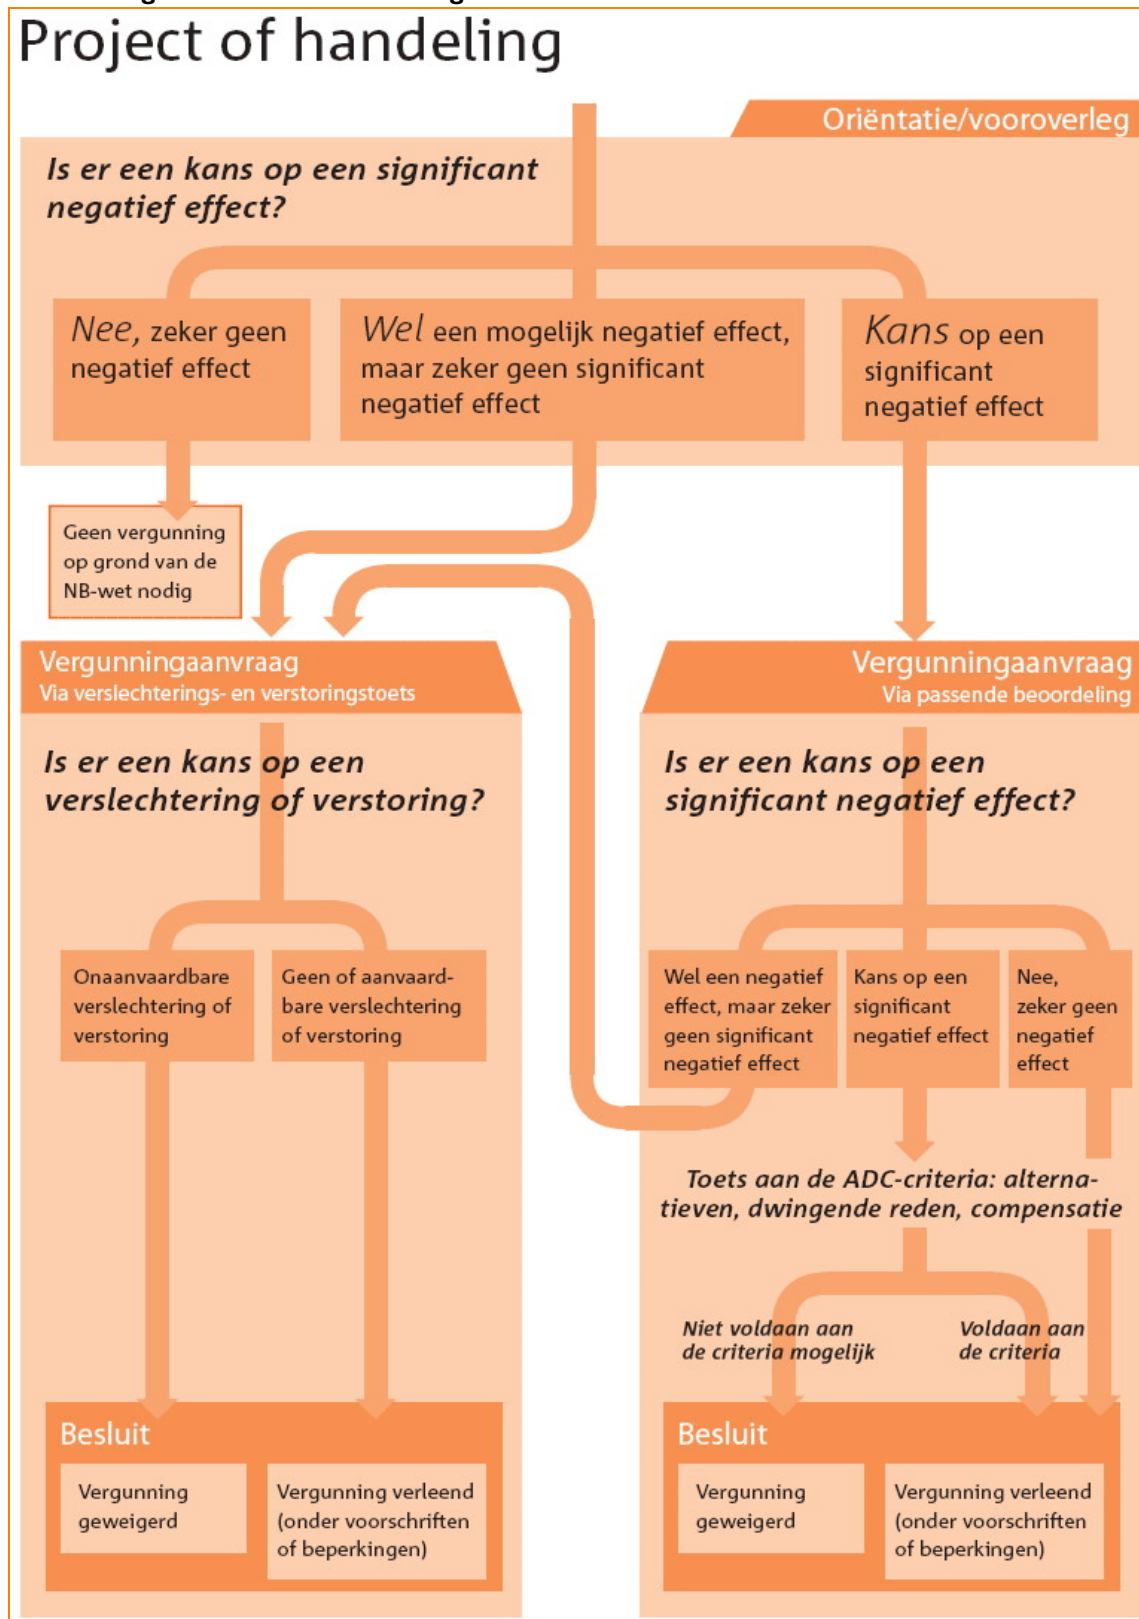 Project of handeling
Oriëntatie/vooroverleg
Is er een kans op een significant
negatief effect?
Nee, zeker geen
negatief effect
Wel een mogelijk negatief effect,
maar zeker geen significant
negatief effect
Kans op een
significant
negatief effect
Geen vergunning
op grond van de
NB-wet nodig
Vergunningaanvraag
Via verslechterings- en verstoringstoets
Is er een kans op een
verslechtering of verstoring?
Onaanvaardbare
verslechtering of
verstoring
Geen of aanvaard-
bare verslechtering
of verstoring
Besluit
Vergunning
geweigerd
Vergunning verleend
(onder voorschriften
of beperkingen)
Vergunningaanvraag
Via passende beoordeling
Is er een kans op een
significant negatief effect?
Wel een negatief
effect, maar zeker
geen significant
negatief effect
Kans op een
significant
negatief effect
Nee,
zeker geen
negatief
effect
Toets aan de ADC-criteria: alterna-
tieven, dwingende reden, compensatie
Niet voldaan aan
de criteria mogelijk
Voldaan aan
de criteria
Besluit
Vergunning
geweigerd
Vergunning verleend
(onder voorschriften
of beperkingen)